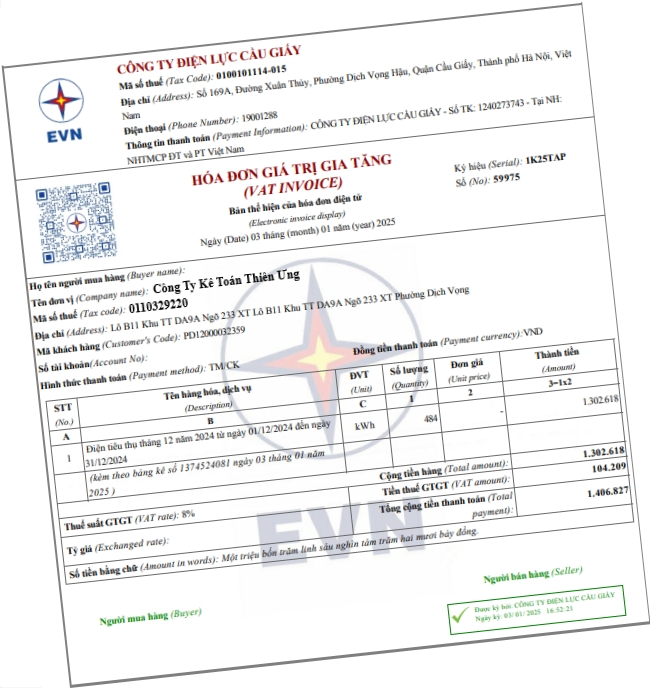 CÔNG TY ĐIỆN LỰC CẦU GIẤY
Mã số thuế (Tax Code): 0100101114-015
Địa chỉ (Address): Số 169A, Đường Xuân Thủy, Phường Dịch Vọng Hậu, Quận Cầu Giấy, Thành phố Hà Nội, Việt
Nam
Điện thoại (Phone Number): 19001288
Thông tin thanh toán (Payment Information): CÔNG TY ĐIỆN LỰC CẦU GIẤY - Số TK: 1240273743 - Tại NH:
NHTMCP ĐT và PT Việt Nam
EVN
HÓA ĐƠN GIÁ TRỊ GIA TĂNG
(VAT INVOICE)
Bản thể hiện của hóa đơn điện tử
(Electronic invoice display)
Ngày (Date) 03 tháng (month) 01 năm (year) 2025
Ký hiệu (Serial): 1K25TAP
Số (No): 59975
Họ tên người mua hàng (Buyer name):
Tên đơn vị (Company name): Công Ty Kê Toán Thiên Ưng
Mã số thuế (Tax code): 0110329220
Địa chỉ (Address): Lô B11 Khu TT DA9A Ngõ 233 XT Lô B11 Khu TT DA9A Ngõ 233 XT Phường Dịch Vọng
Mã khách hàng (Customer's Code): PD12000032359
Số tài khoản(Account No):
Hình thức thanh toán (Payment method): TM/CK
Đồng tiền thanh toán (Payment currency):VND
STT (No.) Tên hàng hóa, dịch vụ (Description) ĐVT (Unit) Số lượng (Quantity) Đơn giá (Unit price) Thành tiền (Amount)
A B C 1 2 3=1x2
1 Điện tiêu thụ tháng 12 năm 2024 từ ngày 01/12/2024 đến ngày 31/12/2024 kWh 484 - 1.302.618
(kèm theo bảng kê số 1374524081 ngày 03 tháng 01 năm
2025 )
Cộng tiền hàng (Total amount): 1.302.618
Thuế suất GTGT (VAT rate): 8% Tiền thuế GTGT (VAT amount): 104.209
Tỷ giá (Exchanged rate): Tổng cộng tiền thanh toán (Total payment): 1.406.827
Số tiền bằng chữ (Amount in words): Một triệu bốn trăm linh sáu nghìn tám trăm hai mươi bảy đồng.
EVN
Người mua hàng (Buyer)
Người bán hàng (Seller)
Được ký bởi: CÔNG TY ĐIỆN LỰC CẦU GIẤY
Ngày ký: 03/ 01/ 2025 16:52:21